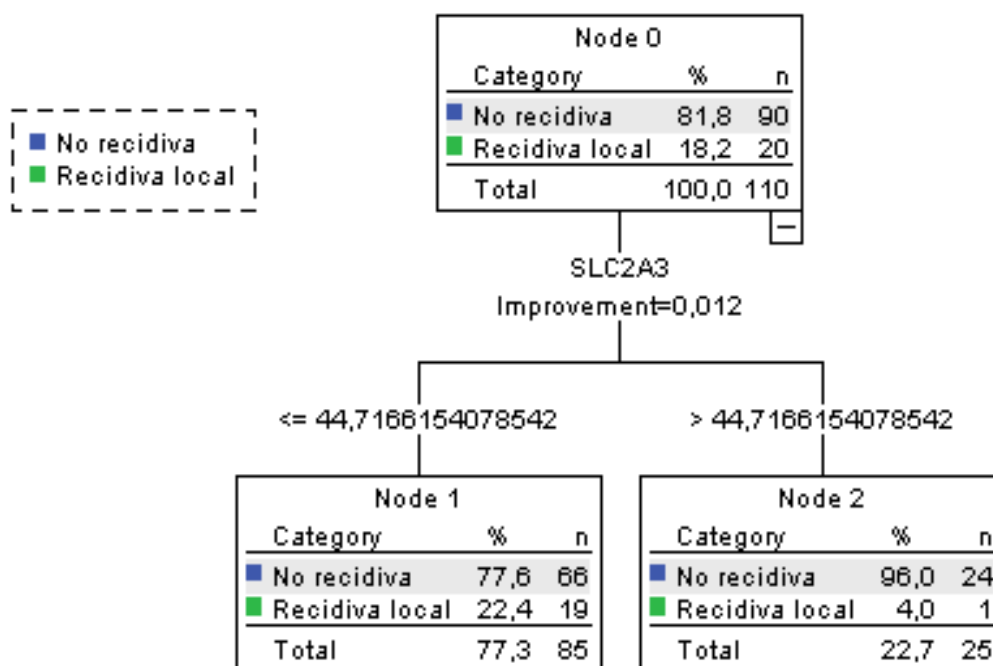 Node 0
Category % n
No recidiva 81,8 90
Recidiva local 18,2 20
Total 100,0 110
No recidiva
Recidiva local
SLC2A3
Improvement=0,012
<= 44,71661540785​42
> 44,7166154078542
Node 1
Category % n
No recidiva 77,6 66
Recidiva local 22,4 19
Total 77,3 85
Node 2
Category % n
No recidiva 96,0 24
Recidiva local 4,0 1
Total 22,7 25